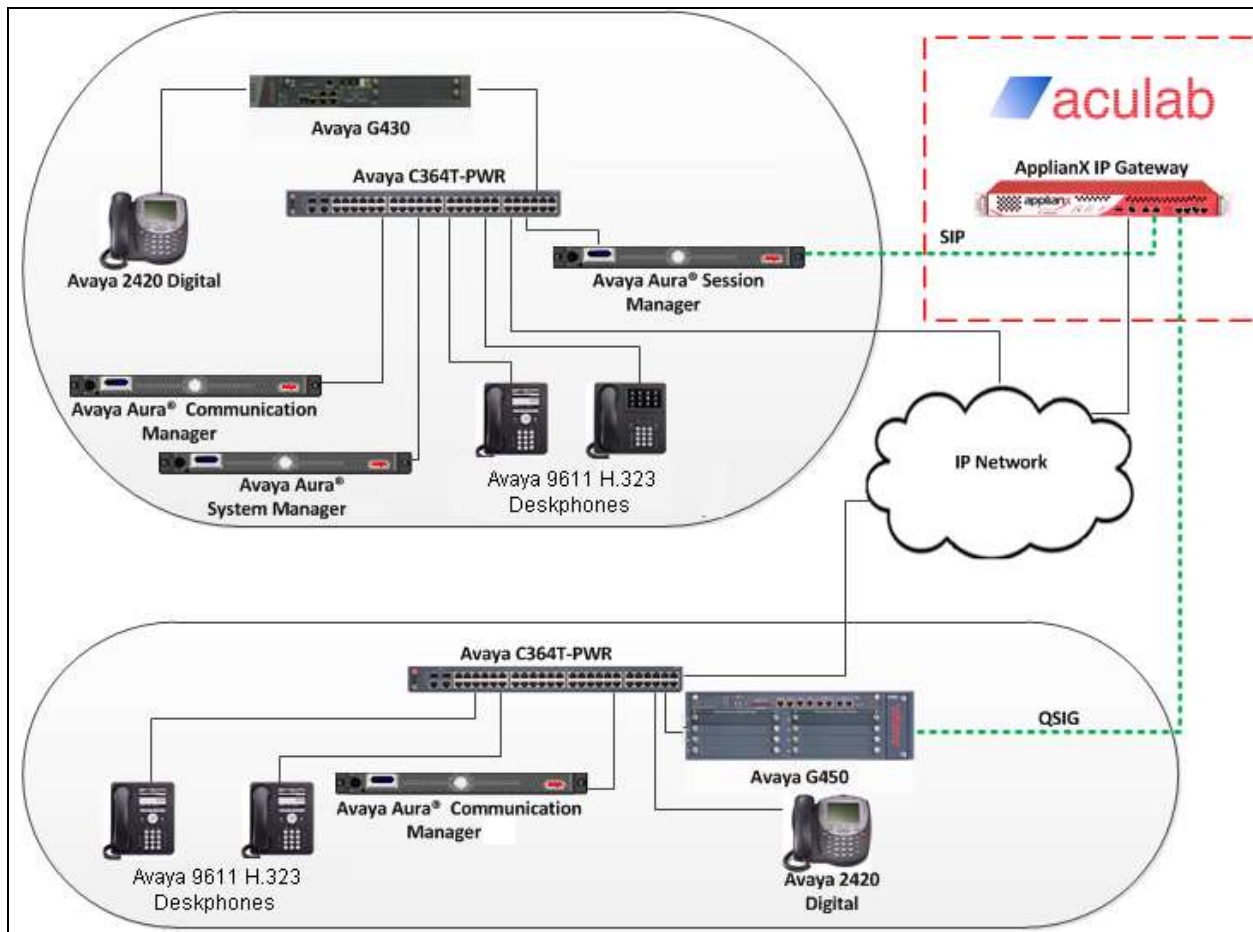 aculab
Avaya G430
ApplianX IP Gateway
Avaya C364T-PWR
applianx
SIP
Avaya 2420 Digital
Avaya Aura® Session
Manager
Avaya Aura® Communication
Manager
Avaya Aura®
System Manager
Avaya 9611 H.323
Deskphones
IP Network
Avaya C364T-PWR
QSIG
Avaya G450
Avaya Aura® Communication
Manager
Avaya 9611 H.323
Deskphones
Avaya 2420
Digital